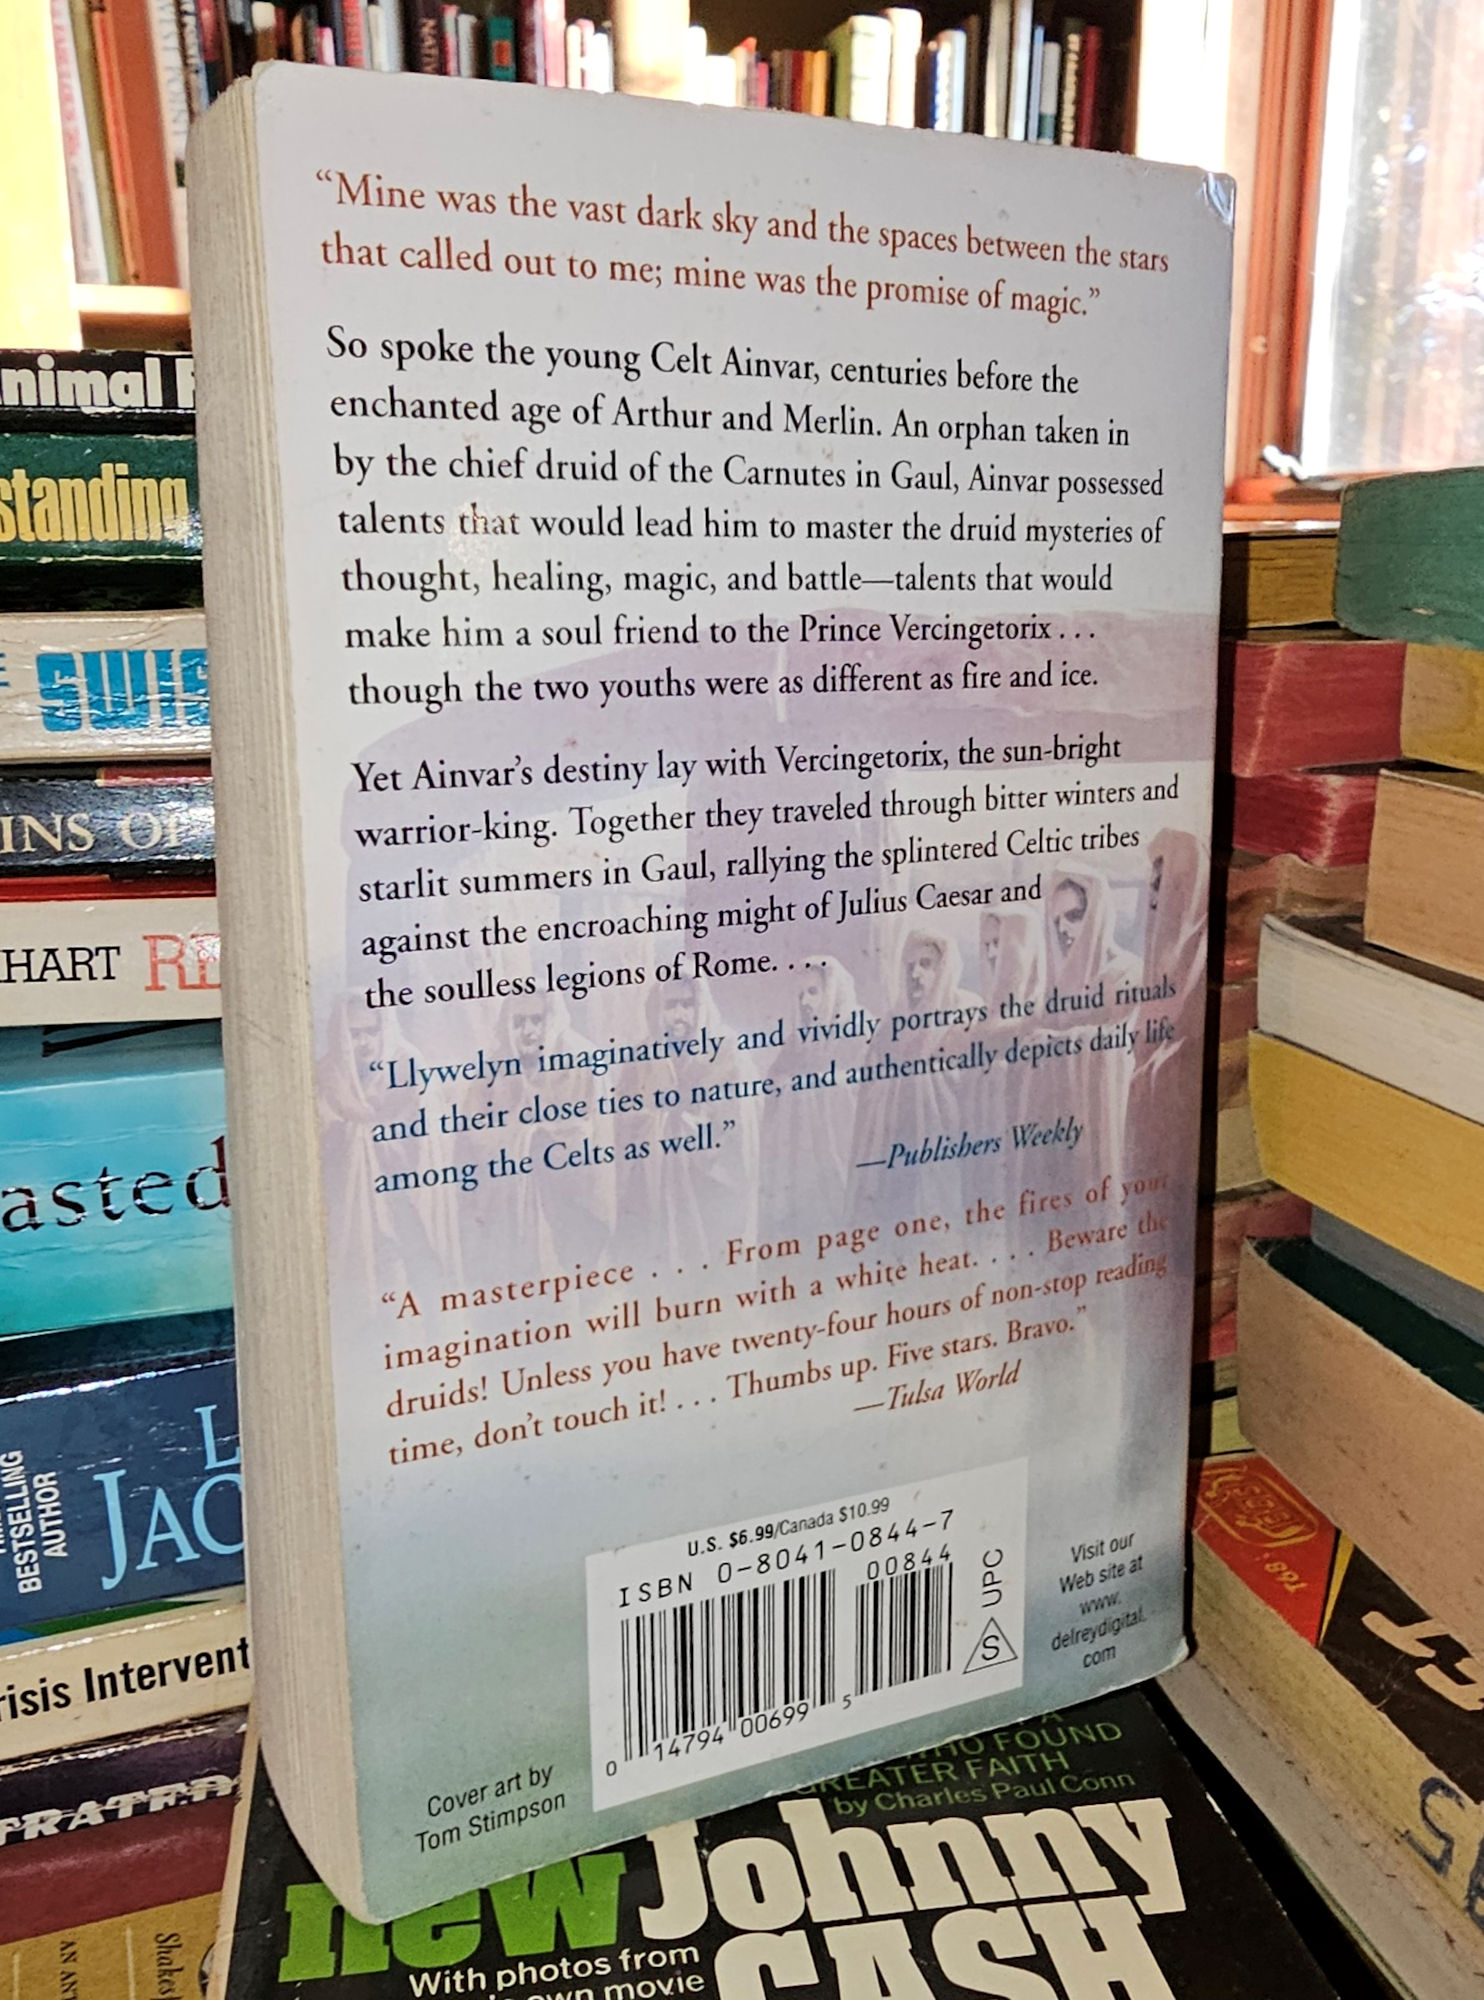 “Mine was the vast dark sky and the spaces between the stars
that called out to me; mine was the promise of magic.”
So spoke the young Celt Ainvar, centuries before the
enchanted age of Arthur and Merlin. An orphan taken in
by the chief druid of the Carnutes in Gaul, Ainvar possessed
talents that would lead him to master the druid mysteries of
thought, healing, magic, and battle—talents that would
make him a soul friend to the Prince Vercingetorix . . .
though the two youths were as different as fire and ice.
Yet Ainvar’s destiny lay with Vercingetorix, the sun-bright
warrior-king. Together they traveled through bitter winters and
starlit summers in Gaul, rallying the splintered Celtic tribes
against the encroaching might of Julius Caesar and
the soulless legions of Rome. . . .
“Llywelyn imaginatively and vividly portrays the druid rituals
and their close ties to nature, and authentically depicts daily life
among the Celts as well.”
—Publishers Weekly
“A masterpiece . . . From page one, the fires of your
imagination will burn with a white heat. . . . Beware the
druids! Unless you have twenty-four hours of non-stop reading
time, don’t touch it! . . . Thumbs up. Five stars. Bravo.”
—Tulsa World
U.S. $6.99/Canada $10.99
ISBN 0-8041-0844-7
00844
UPC
S
0 14794 00699 5
Visit our
Web site at
www.
delreydigital.
com
Cover art by
Tom Stimpson
nimal
standing
SWI
INS OF
HART RE
asted
BESTSELLING
AUTHOR
JAC
risis Intervent
TRATED
AN ANT
Shakes
WHO FOUND
GREATER FAITH
by Charles Paul Conn
new Johnny
CASH
With photos from
own movie